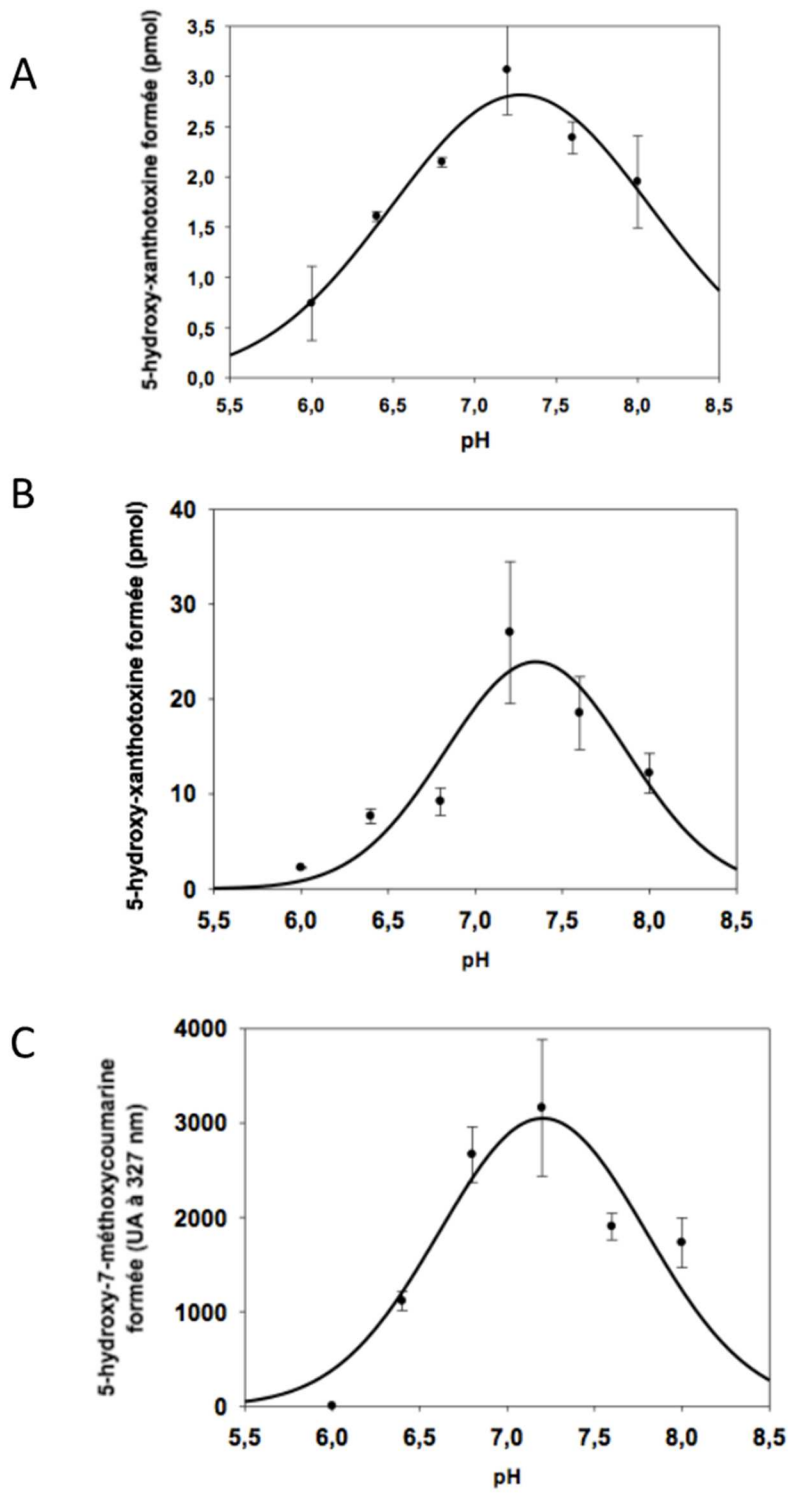 A
5-hydroxy-xanthotoxine formée (pmol)
3,5
3,0
2,5
2,0
1,5
1,0
0,5
0,0
5,5 6,0 6,5 7,0 7,5 8,0 8,5
pH
B
5-hydroxy-xanthotoxine formée (pmol)
40
30
20
10
0
5,5 6,0 6,5 7,0 7,5 8,0 8,5
pH
C
5-hydroxy-7-méthoxycoumarine
formée (UA à 327 nm)
4000
3000
2000
1000
0
5,5 6,0 6,5 7,0 7,5 8,0 8,5
pH